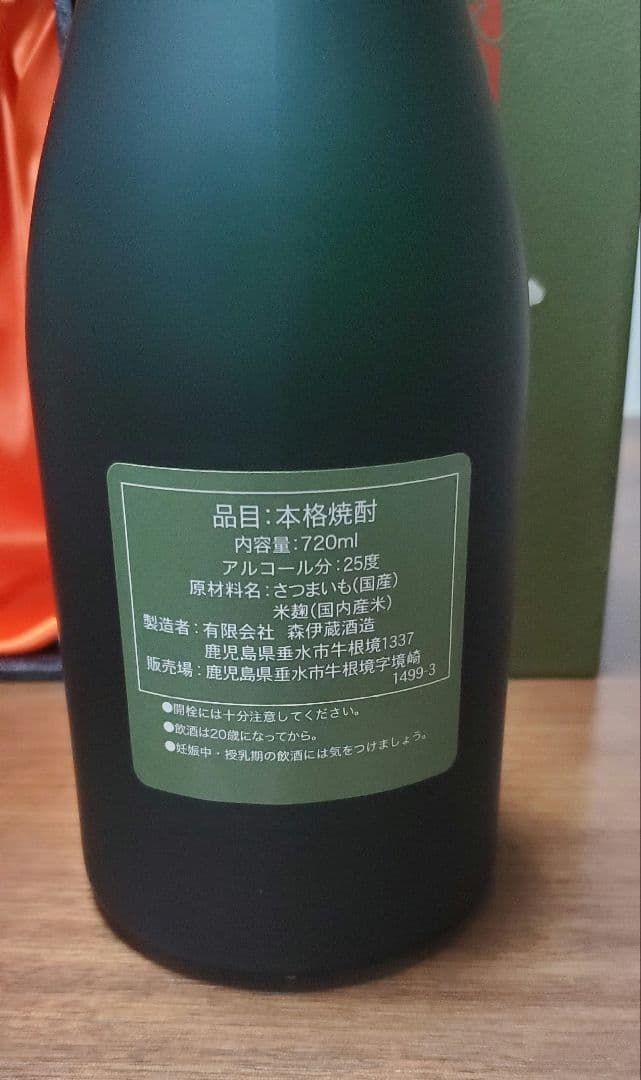 品目:本格焼酎
内容量:720ml
アルコール分:25度
原材料名:さつまいも(国産)
米麹(国内産米)
製造者:有限会社 森伊蔵酒造
鹿児島県垂水市牛根境1337
販売場:鹿児島県垂水市牛根境字境崎
1499-3
●開栓には十分注意してください。
●飲酒は20歳になってから。
●妊娠中・授乳期の飲酒には気をつけましょう。